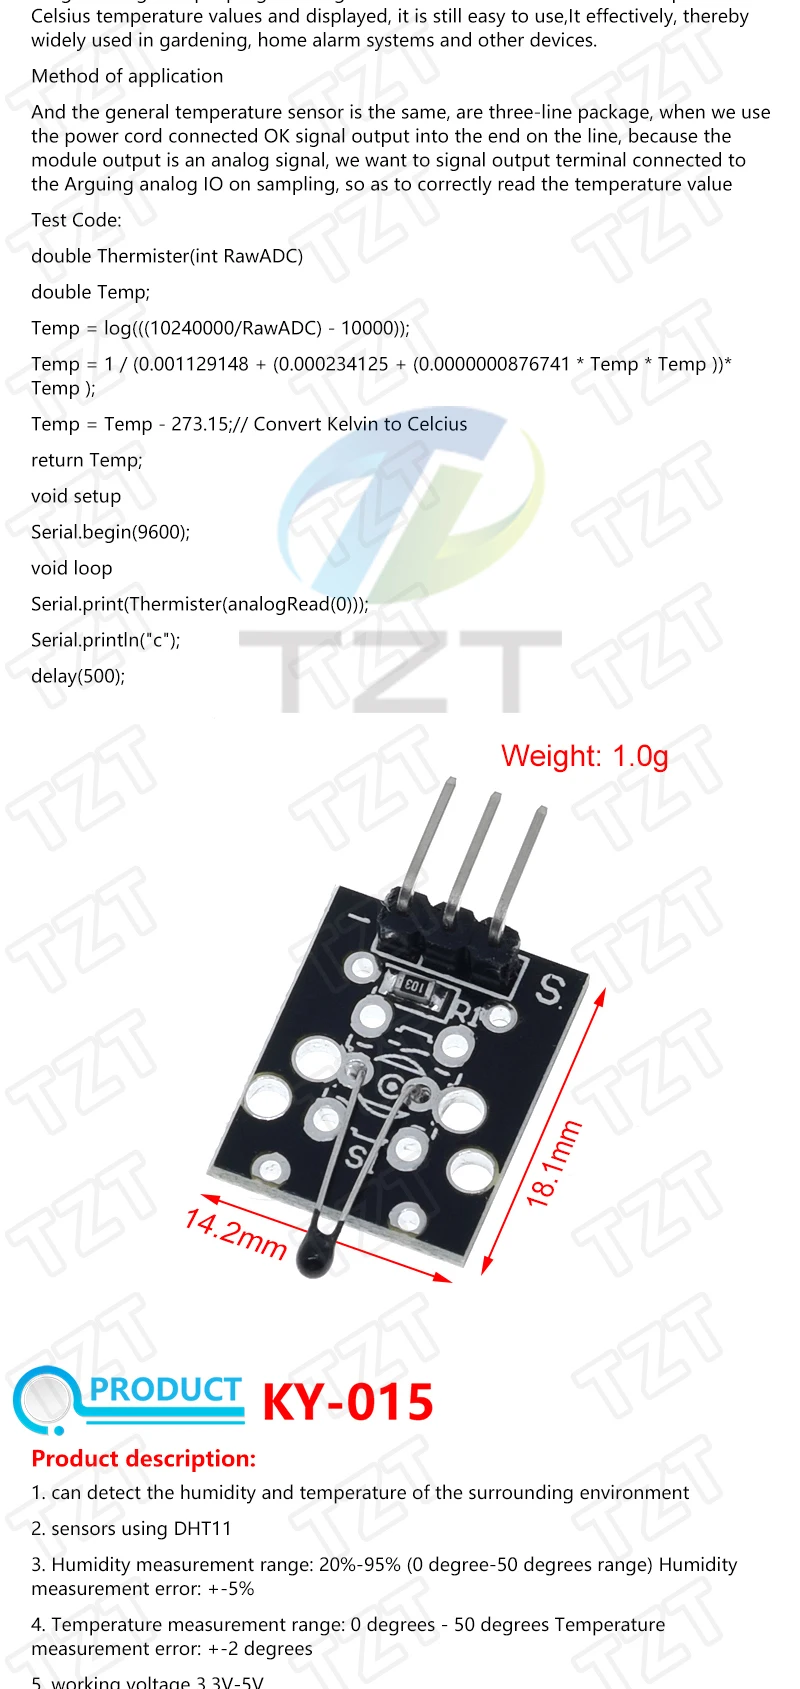 Celsius temperature values and displayed, it is still easy to use,It effectively, thereby
widely used in gardening, home alarm systems and other devices.
Method of application
And the general temperature sensor is the same, are three-line package, when we use
the power cord connected OK signal output into the end on the line, because the
module output is an analog signal, we want to signal output terminal connected to
the Arguing analog IO on sampling, so as to correctly read the temperature value
Test Code:
double Thermister(int RawADC)
double Temp;
Temp = log(((10240000/RawADC) - 10000));
Temp = 1 / (0.001129148 + (0.000234125 + (0.0000000876741 * Temp * Temp ))*
Temp );
Temp = Temp - 273.15;// Convert Kelvin to Celcius
return Temp;
void setup
Serial.begin(9600);
void loop
Serial.print(Thermister(analogRead(0)));
Serial.println("c");
delay(500);
TZT
Weight: 1.0g
S
103
R1
S1
18.1mm
14.2mm
PRODUCT KY-015
Product description:
1. can detect the humidity and temperature of the surrounding environment
2. sensors using DHT11
3. Humidity measurement range: 20%-95% (0 degree-50 degrees range) Humidity
measurement error: +-5%
4. Temperature measurement range: 0 degrees - 50 degrees Temperature
measurement error: +-2 degrees
5. working voltage 3.3V-5V